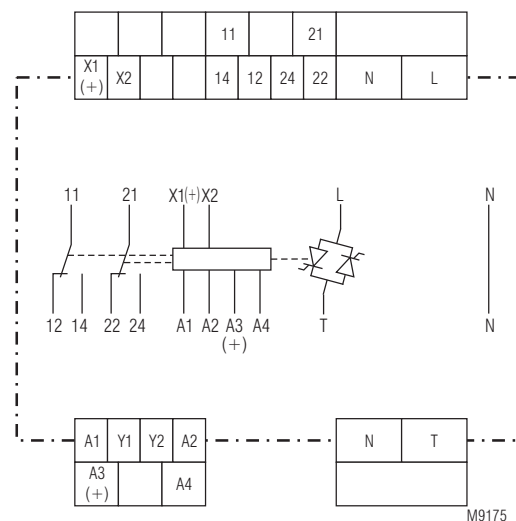 11 21
X1 (+) X2 14 12 24 22 N L
11 21 X1(+) X2 L N
12 14 22 24 A1 A2 A3 (+) A4 T N
A1 Y1 Y2 A2 N T
A3 (+) A4
M9175